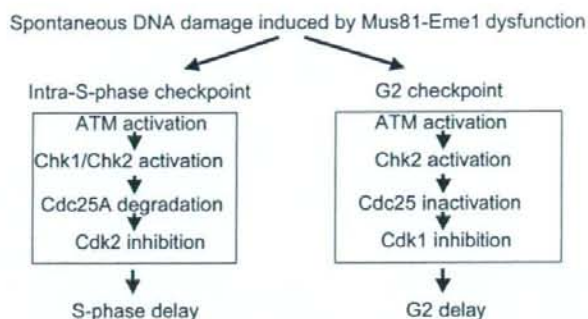 Spontaneous DNA damage induced by Mus81-Eme1 dysfunction
Intra-S-phase checkpoint
ATM activation
Chk1/Chk2 activation
Cdc25A degradation
Cdk2 inhibition
S-phase delay
G2 checkpoint
ATM activation
Chk2 activation
Cdc25 inactivation
Cdk1 inhibition
G2 delay